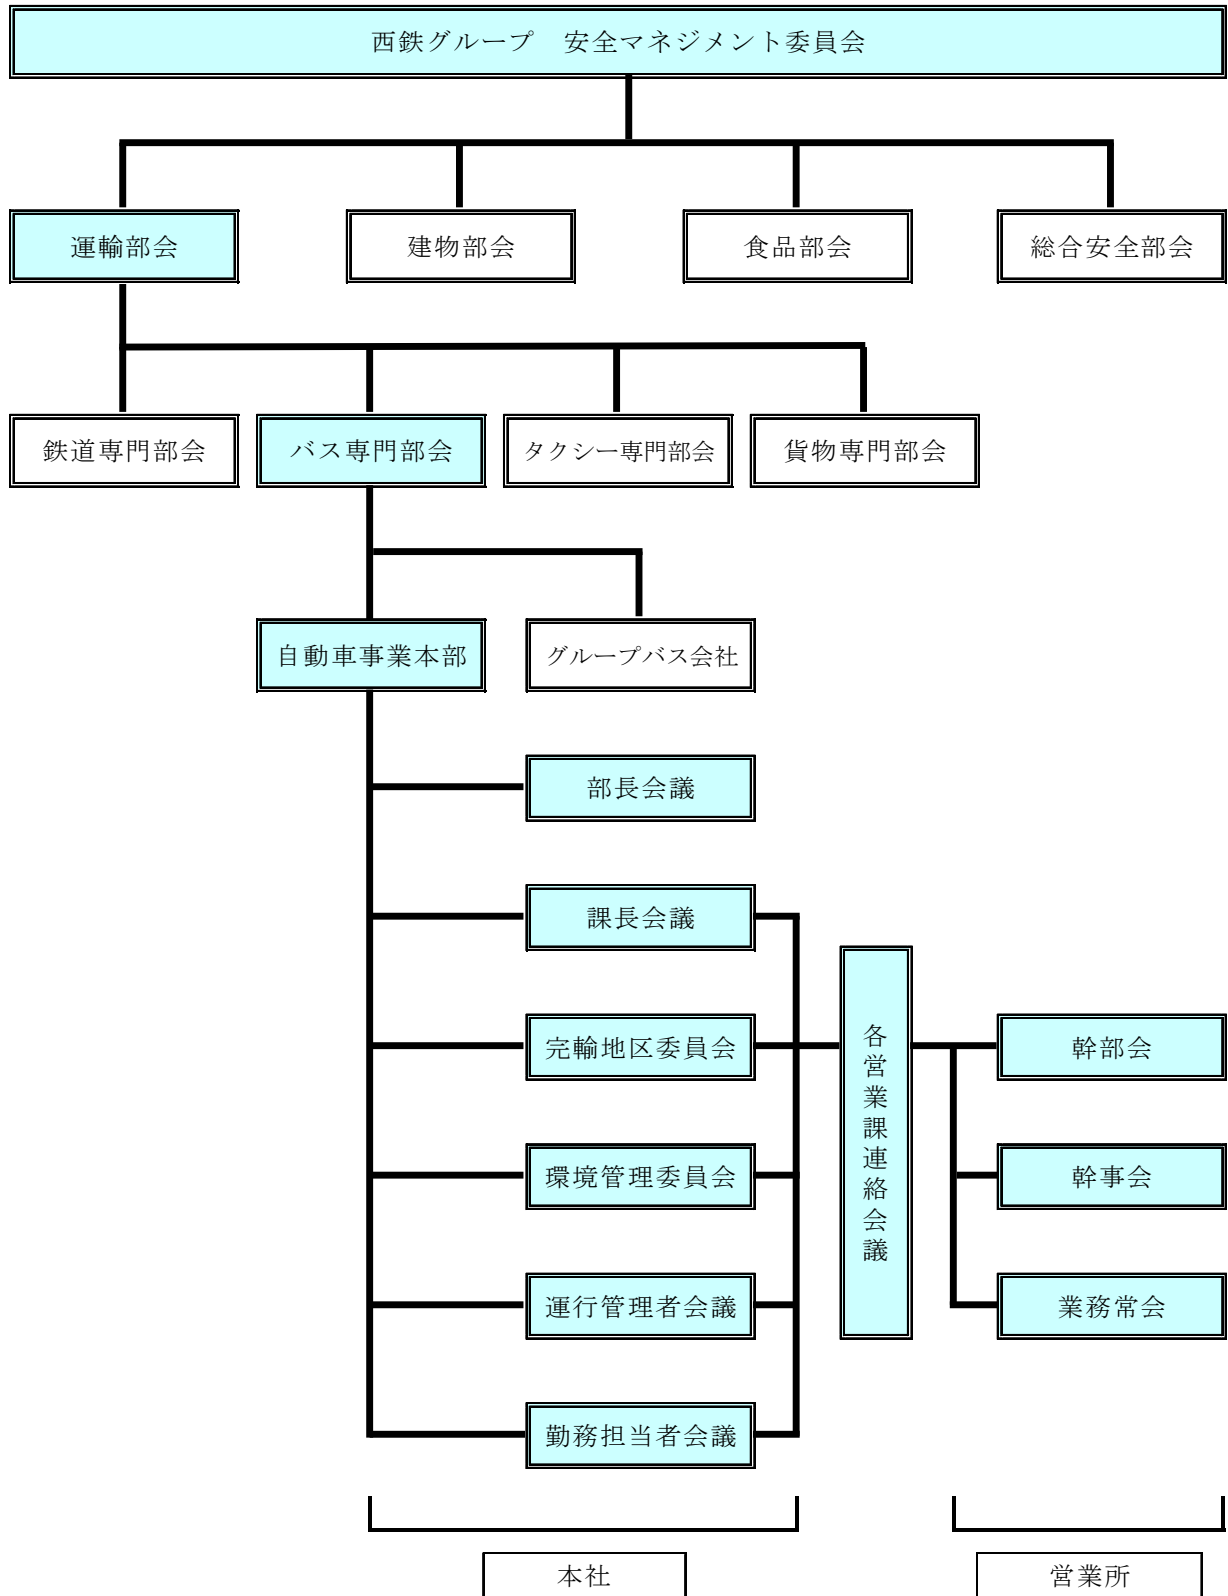 西鉄グループ　安全マネジメント委員会
運輸部会
建物部会
食品部会
総合安全部会
鉄道専門部会
バス専門部会
タクシー専門部会
貨物専門部会
自動車事業本部
グループバス会社
部長会議
課長会議
完輸地区委員会
環境管理委員会
運行管理者会議
勤務担当者会議
各営業課連絡会議
幹部会
幹事会
業務常会
本社
営業所